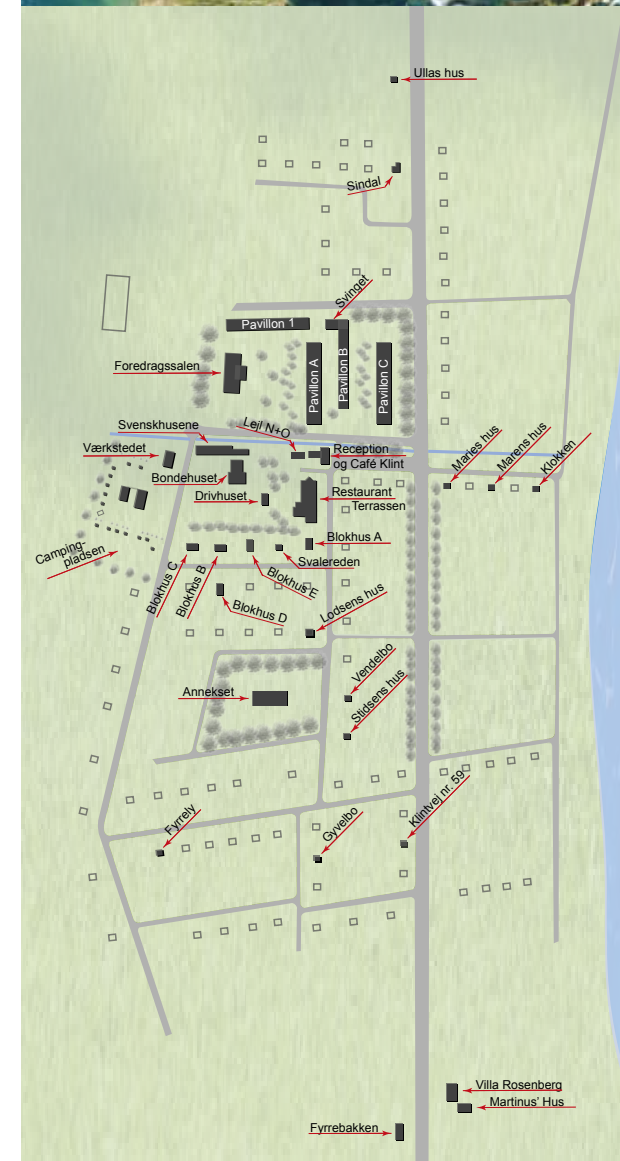 Ullas hus
Sindal
Svinget
Pavillon 1
Foredragssalen
Pavillon A
Pavillon B
Pavillon C
Svenskhusene
Lejl N+O
Værkstedet
Reception
og Café Klint
Maries hus
Marens hus
Klokken
Bondehuset
Drivhuset
Restaurant
Terrassen
Camping-
pladsen
Blokhus A
Svalereden
Blokhus C
Blokhus B
Blokhus E
Blokhus D
Lodsens hus
Annekset
Vendelbo
Stidsens hus
Fyrrely
Gyvelbo
Klintvej nr. 59
Villa Rosenberg
Martinus' Hus
Fyrrebakken